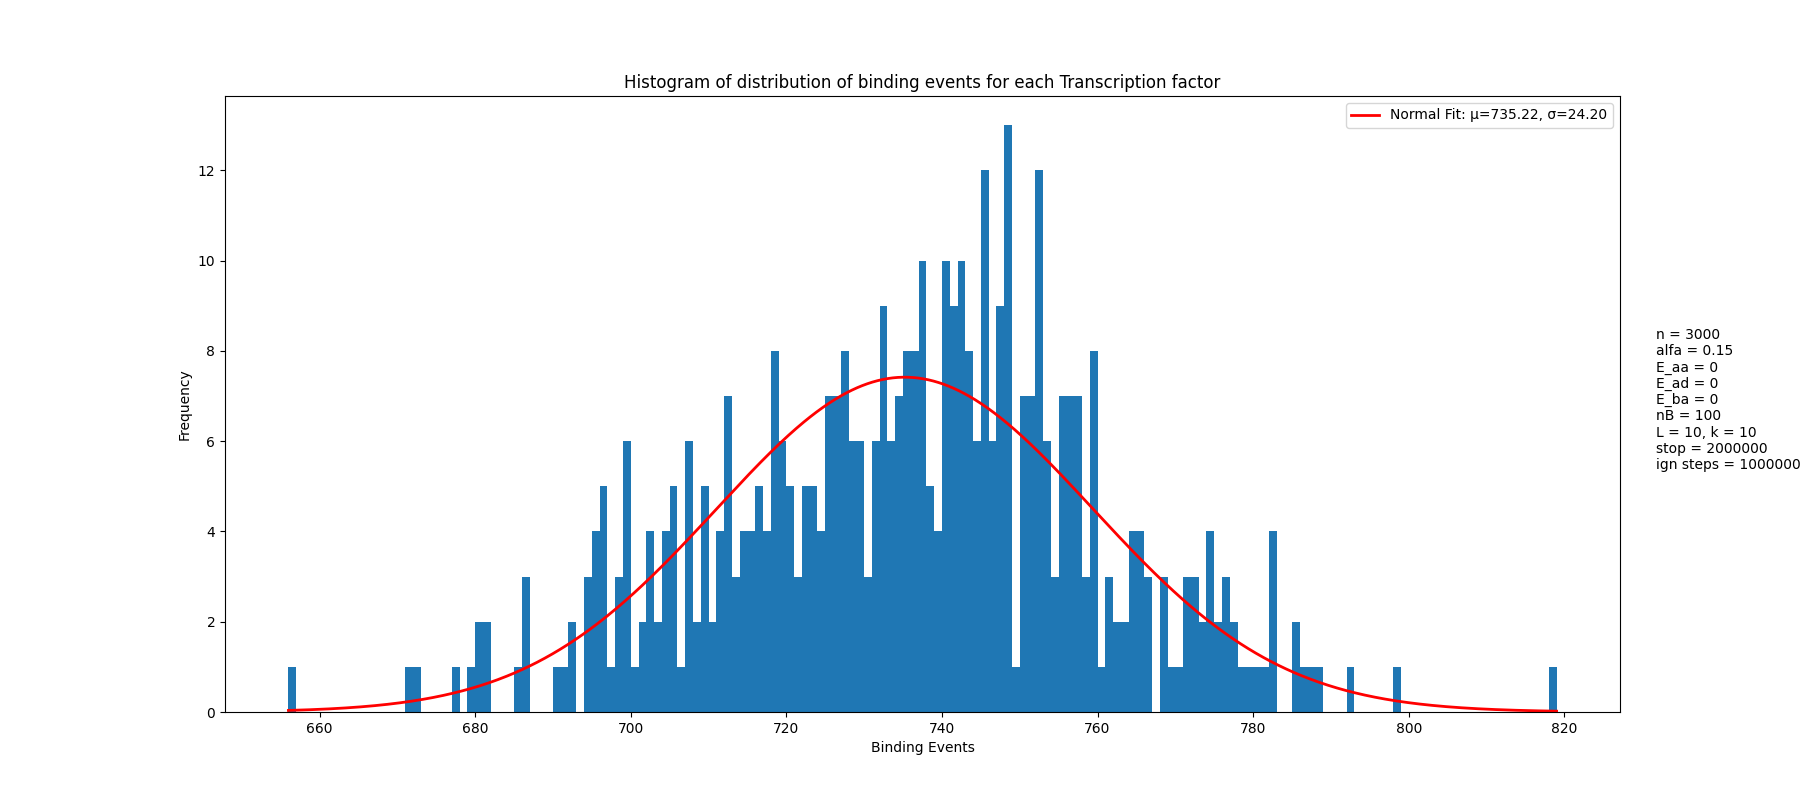 Histogram of distribution of binding events for each Transcription factor
Normal Fit: μ=735.22, σ=24.20
Frequency
12
10
8
6
4
2
0
660 680 700 720 740 760 780 800 820
Binding Events
n = 3000
alfa = 0.15
E_aa = 0
E_ad = 0
E_ba = 0
nB = 100
L = 10, k = 10
stop = 2000000
ign steps = 1000000